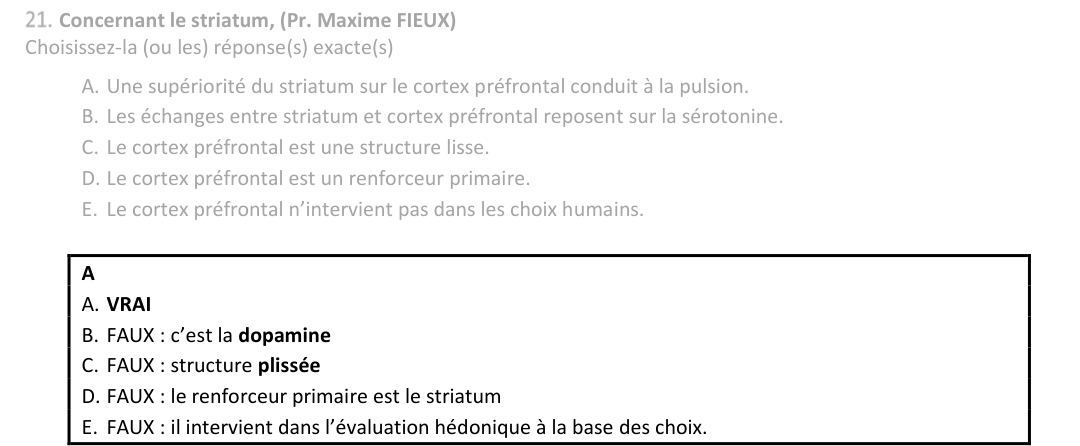 21. Concernant le striatum, (Pr. Maxime FIEUX)
Choisissez-la (ou les) réponse(s) exacte(s)
A. Une supériorité du striatum sur le cortex préfrontal conduit à la pulsion.
B. Les échanges entre striatum et cortex préfrontal reposent sur la sérotonine.
C. Le cortex préfrontal est une structure lisse.
D. Le cortex préfrontal est un renforceur primaire.
E. Le cortex préfrontal n’intervient pas dans les choix humains.
A
A. VRAI
B. FAUX : c’est la dopamine
C. FAUX : structure plissée
D. FAUX : le renforceur primaire est le striatum
E. FAUX : il intervient dans l’évaluation hédonique à la base des choix.